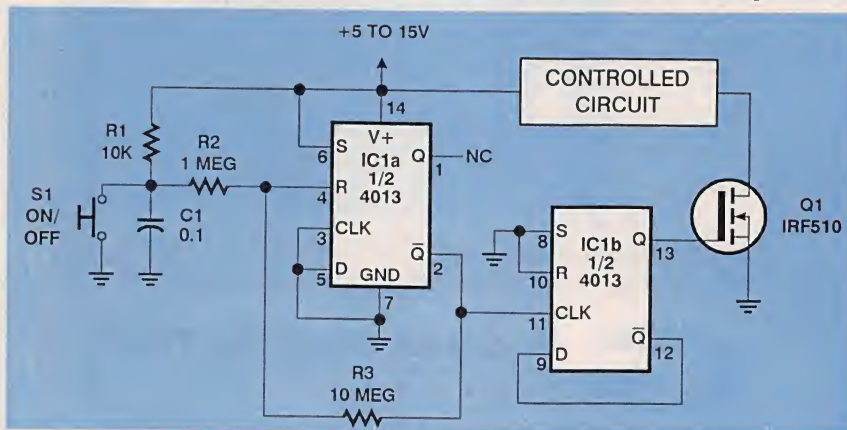 +5 TO 15V
CONTROLLED
CIRCUIT
R1
10K
R2
1 MEG
S1
ON/
OFF
C1
0.1
14
V+
S
6
Q
1
NC
IC1a
1/2
4013
R
4
CLK
3
D
5
Q
2
GND
7
R3
10 MEG
S
8
Q
13
IC1b
1/2
4013
R
10
CLK
11
D
9
Q
12
Q1
IRF510